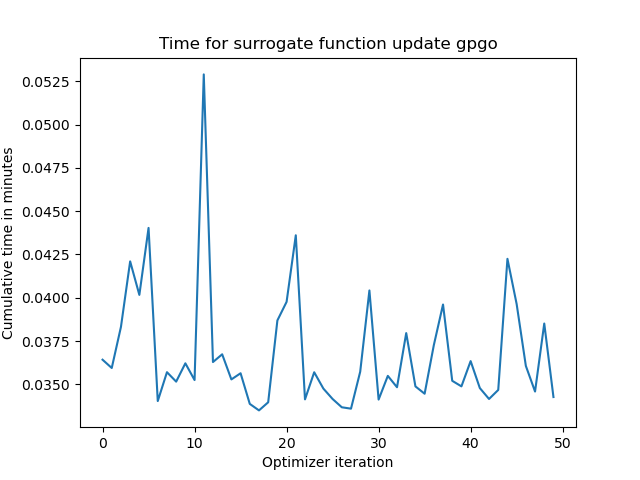 Time for surrogate function update gpgo
Cumulative time in minutes
0.0525
0.0500
0.0475
0.0450
0.0425
0.0400
0.0375
0.0350
0 10 20 30 40 50
Optimizer iteration